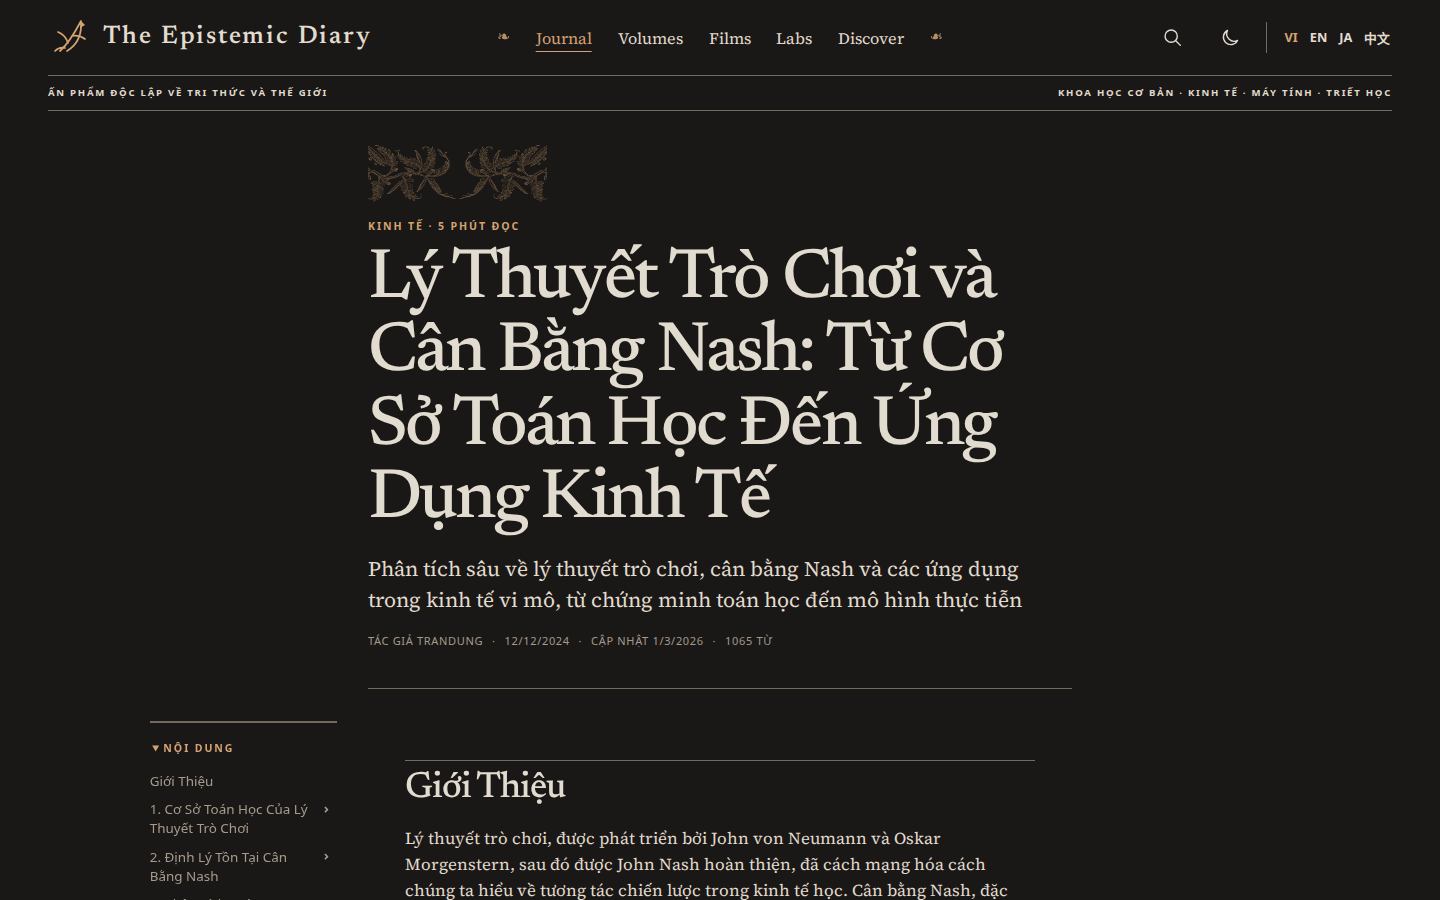 The Epistemic Diary
Journal Volumes Films Labs Discover
VI EN JA 中文
ẤN PHẨM ĐỘC LẬP VỀ TRI THỨC VÀ THẾ GIỚI
KHOA HỌC CƠ BẢN · KINH TẾ · MÁY TÍNH · TRIẾT HỌC
KINH TẾ · 5 PHÚT ĐỌC
Lý Thuyết Trò Chơi và
Cân Bằng Nash: Từ Cơ
Sở Toán Học Đến Ứng
Dụng Kinh Tế
Phân tích sâu về lý thuyết trò chơi, cân bằng Nash và các ứng dụng
trong kinh tế vi mô, từ chứng minh toán học đến mô hình thực tiễn
TÁC GIẢ TRANDUNG · 12/12/2024 · CẬP NHẬT 1/3/2026 · 1065 TỪ
▾ NỘI DUNG
Giới Thiệu
1. Cơ Sở Toán Học Của Lý ›
Thuyết Trò Chơi
2. Định Lý Tồn Tại Cân ›
Bằng Nash
Giới Thiệu
Lý thuyết trò chơi, được phát triển bởi John von Neumann và Oskar
Morgenstern, sau đó được John Nash hoàn thiện, đã cách mạng hóa cách
chúng ta hiểu về tương tác chiến lược trong kinh tế học. Cân bằng Nash, đặc